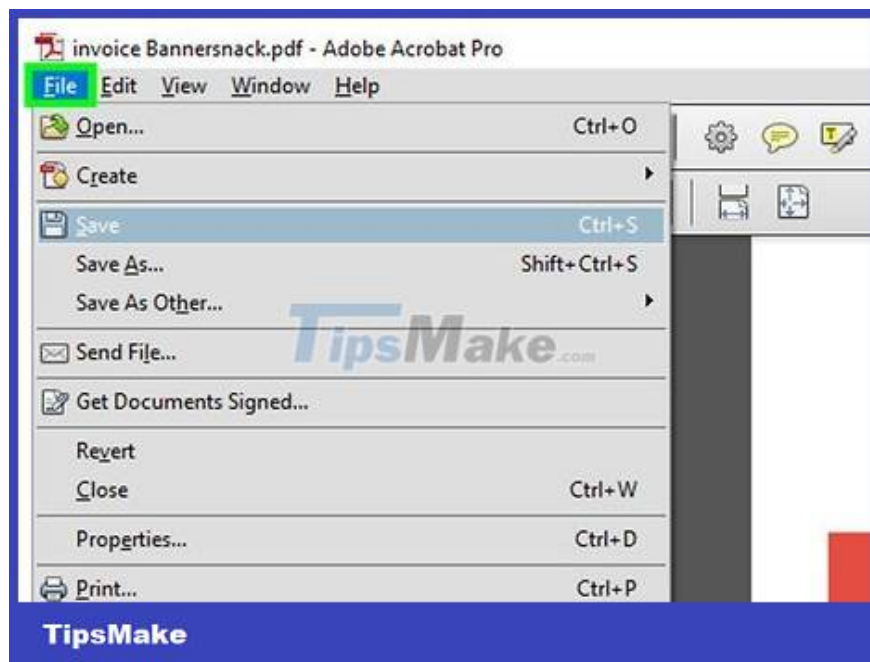 invoice Bannersnack.pdf - Adobe Acrobat Pro
File Edit View Window Help
Open... Ctrl+O
Create
Save Ctrl+S
Save As... Shift+Ctrl+S
Save As Other...
TipsMake.com
Send File...
Get Documents Signed...
Revert
Close Ctrl+W
Properties... Ctrl+D
Print... Ctrl+P
TipsMake